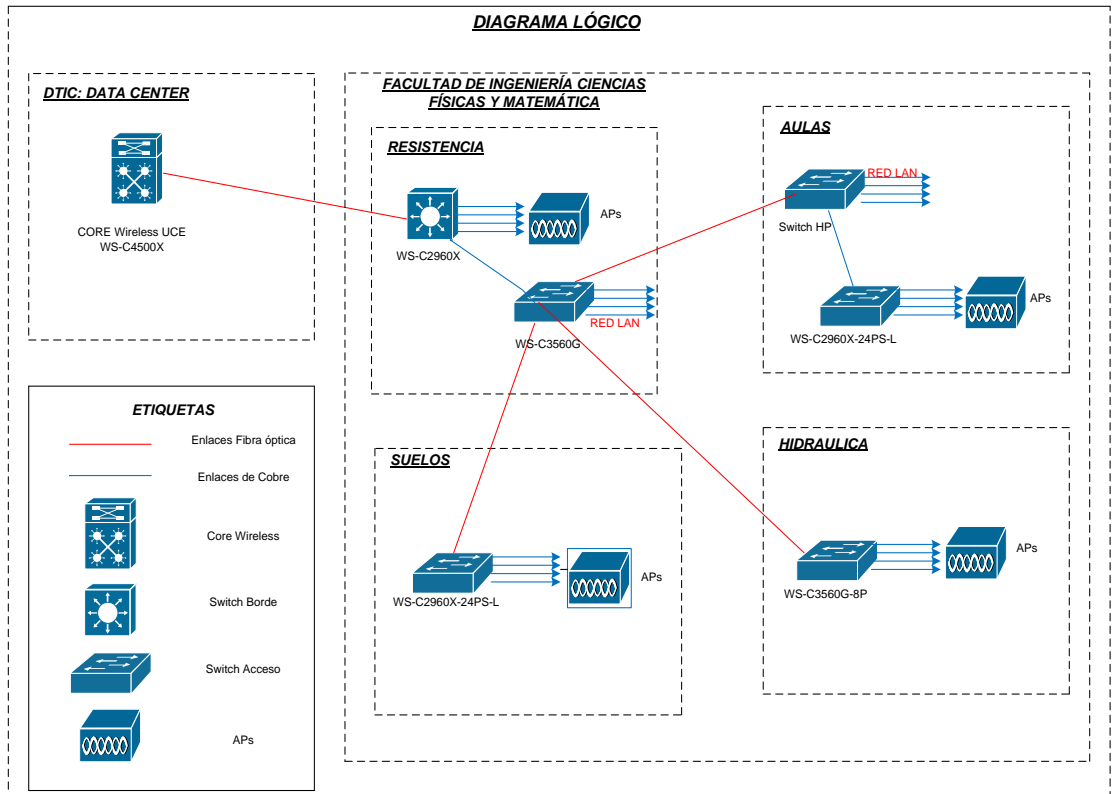 DIAGRAMA LÓGICO
DTIC: DATA CENTER
CORE Wireless UCE
WS-C4500X
FACULTAD DE INGENIERÍA CIENCIAS
FÍSICAS Y MATEMÁTICA
RESISTENCIA
APs
WS-C2960X
RED LAN
WS-C3560G
AULAS
RED LAN
Switch HP
APs
WS-C2960X-24PS-L
ETIQUETAS
Enlaces Fibra óptica
Enlaces de Cobre
Core Wireless
Switch Borde
Switch Acceso
APs
SUELOS
APs
WS-C2960X-24PS-L
HIDRAULICA
APs
WS-C3560G-8P